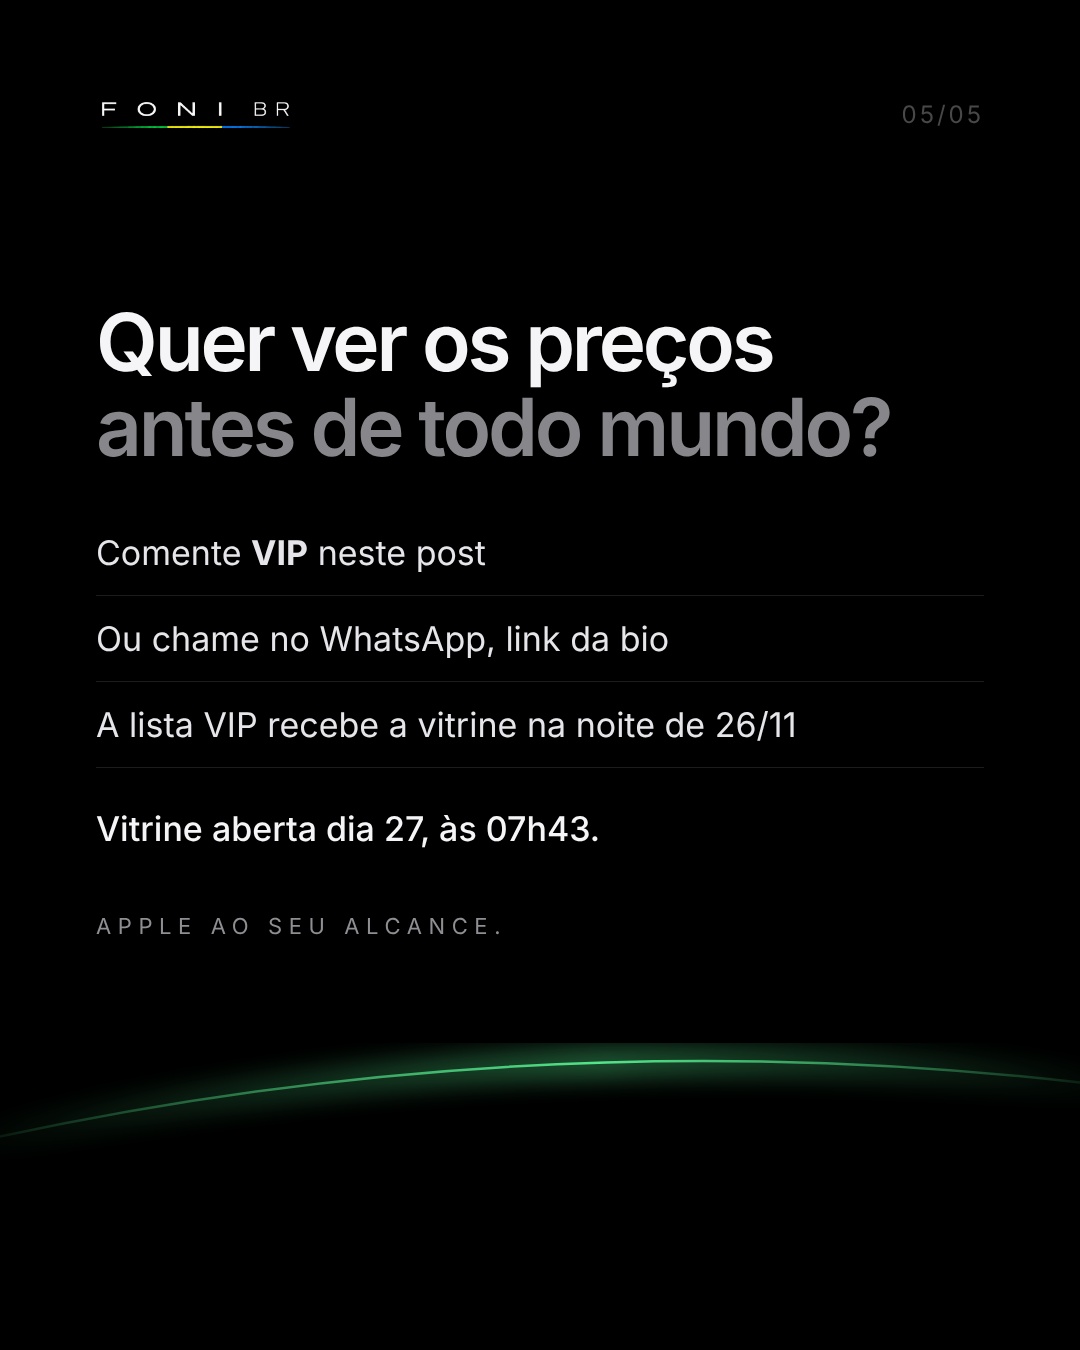 FONI BR
05/05
Quer ver os preços
antes de todo mundo?
Comente VIP neste post
Ou chame no WhatsApp, link da bio
A lista VIP recebe a vitrine na noite de 26/11
Vitrine aberta dia 27, às 07h43.
APPLE AO SEU ALCANCE.